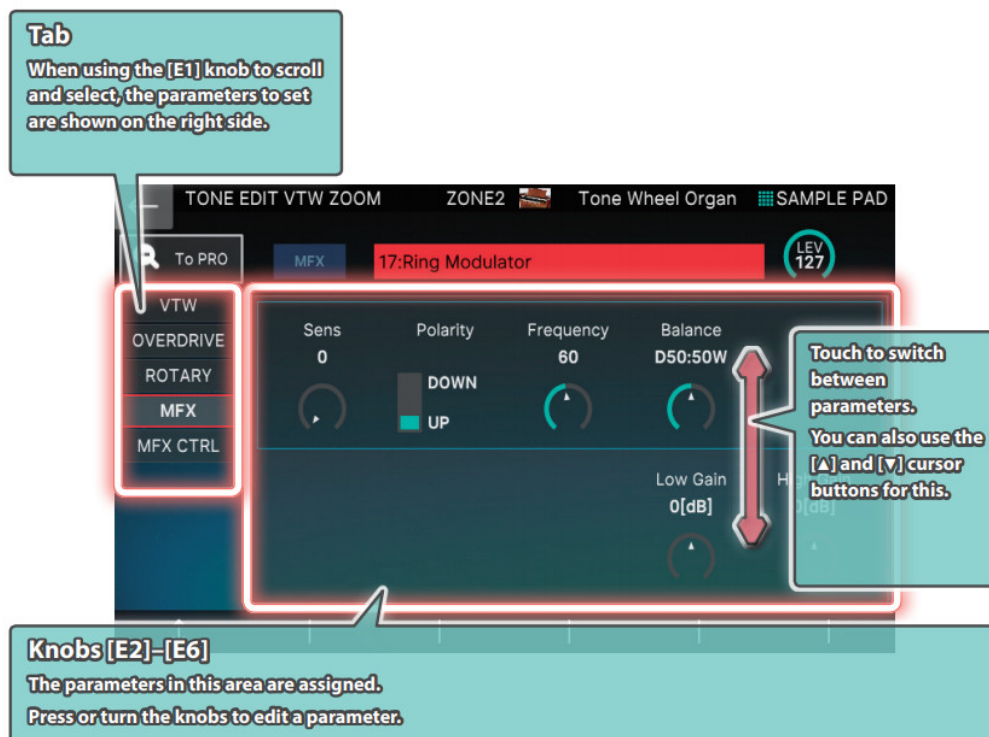 Tab
When using the [E1] knob to scroll
and select, the parameters to set
are shown on the right side.
TONE EDIT VTW ZOOM ZONE2 Tone Wheel Organ SAMPLE PAD
To PRO MFX 17:Ring Modulator LEV
127
VTW
OVERDRIVE
ROTARY
MFX
MFX CTRL
Sens Polarity Frequency Balance
0 60 D50:50W
DOWN
UP
Low Gain High Gain
0[dB] 0[dB]
Touch to switch
between
parameters.
You can also use the
[▲] and [▼] cursor
buttons for this.
Knobs [E2]–[E6]
The parameters in this area are assigned.
Press or turn the knobs to edit a parameter.